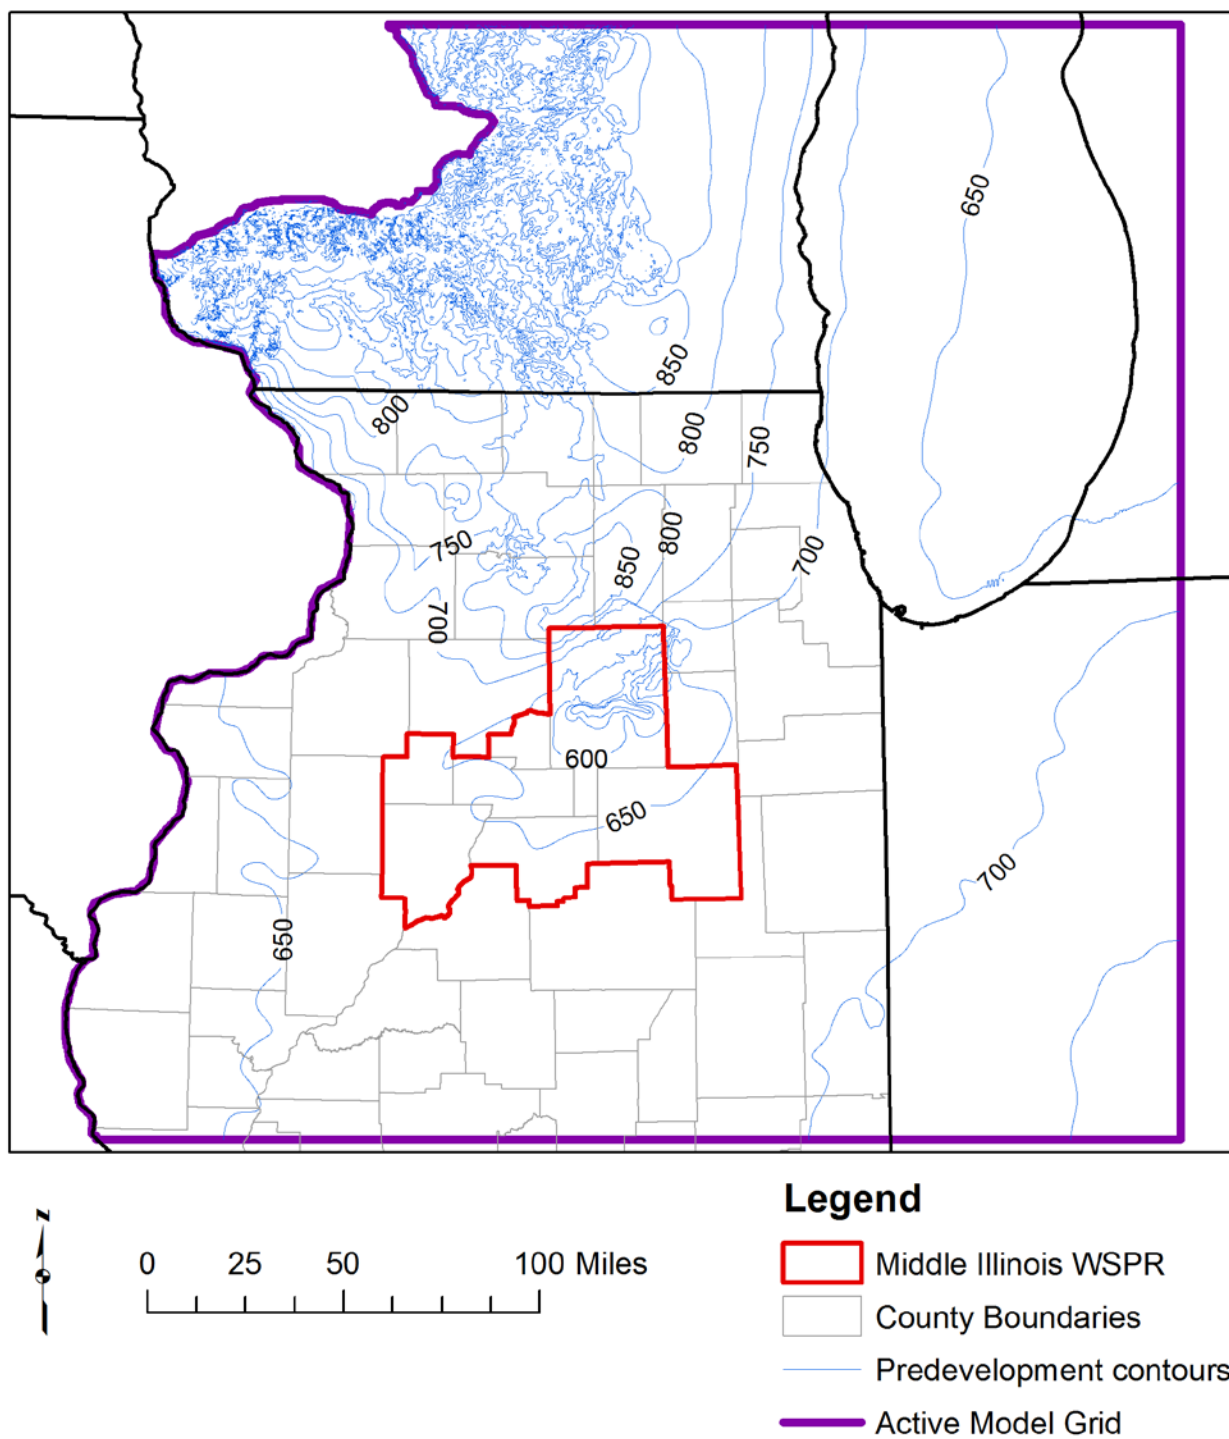 650
850
800
800
750
750
800
700
850
700
600
650
700
650
Legend
N
0 25 50 100 Miles
Middle Illinois WSPR
County Boundaries
Predevelopment contours
Active Model Grid